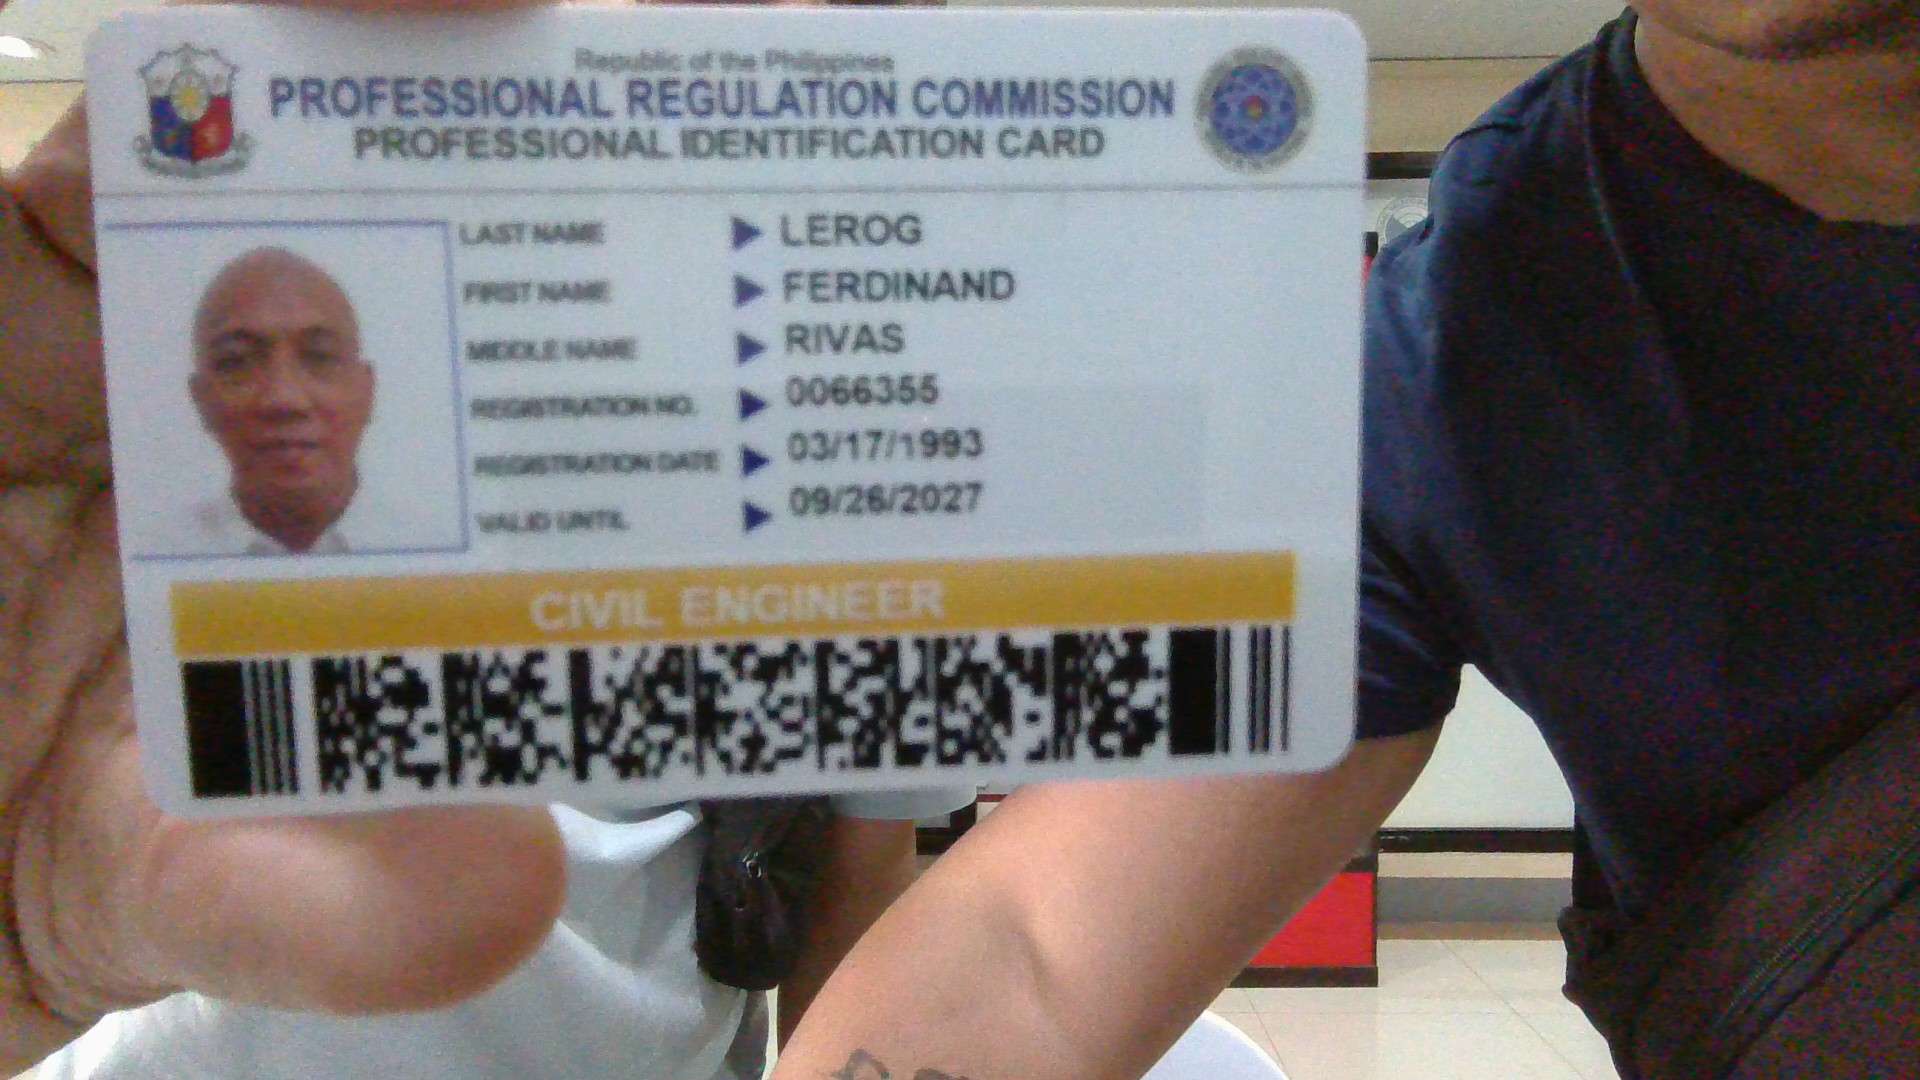 Republic of the Philippines
PROFESSIONAL REGULATION COMMISSION
PROFESSIONAL IDENTIFICATION CARD
LAST NAME LEROG
FIRST NAME FERDINAND
MIDDLE NAME RIVAS
REGISTRATION NO. 0066355
REGISTRATION DATE 03/17/1993
VALID UNTIL 09/26/2027
CIVIL ENGINEER